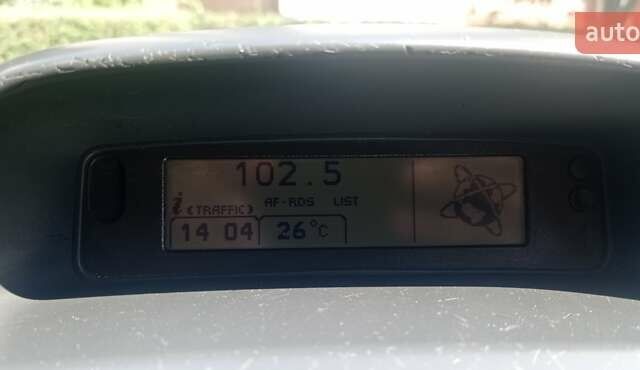 auto
102.5
i AF-RDS LIST
(TRAFFIC)
14 04 26°C